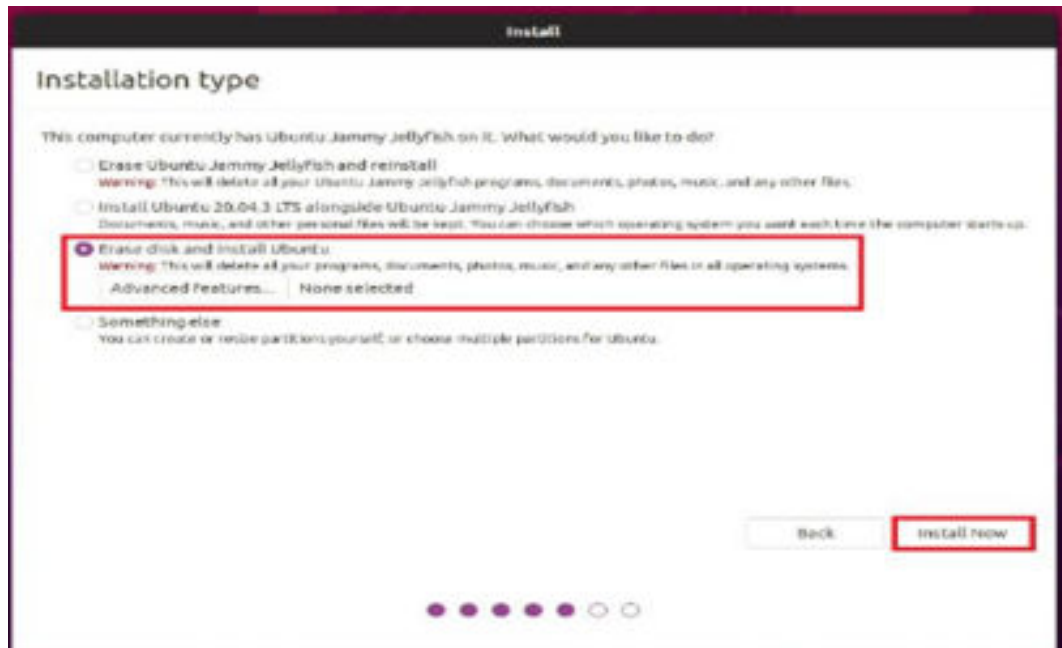 Install
Installation type
This computer currently has Ubuntu Jammy Jellyfish on it. What would you like to do?
Erase Ubuntu Jammy Jellyfish and reinstall
Warning: This will delete all your Ubuntu Jammy Jellyfish programs, documents, photos, music, and any other files.
Install Ubuntu 20.04.3 LTS alongside Ubuntu Jammy Jellyfish
Documents, music, and other personal files will be kept. You can choose which operating system you want each time the computer starts up.
Erase disk and install Ubuntu
Warning: This will delete all your programs, documents, photos, music, and any other files in all operating systems.
Advanced features... None selected
Something else
You can create or resize partitions yourself, or choose multiple partitions for Ubuntu.
Back Install Now